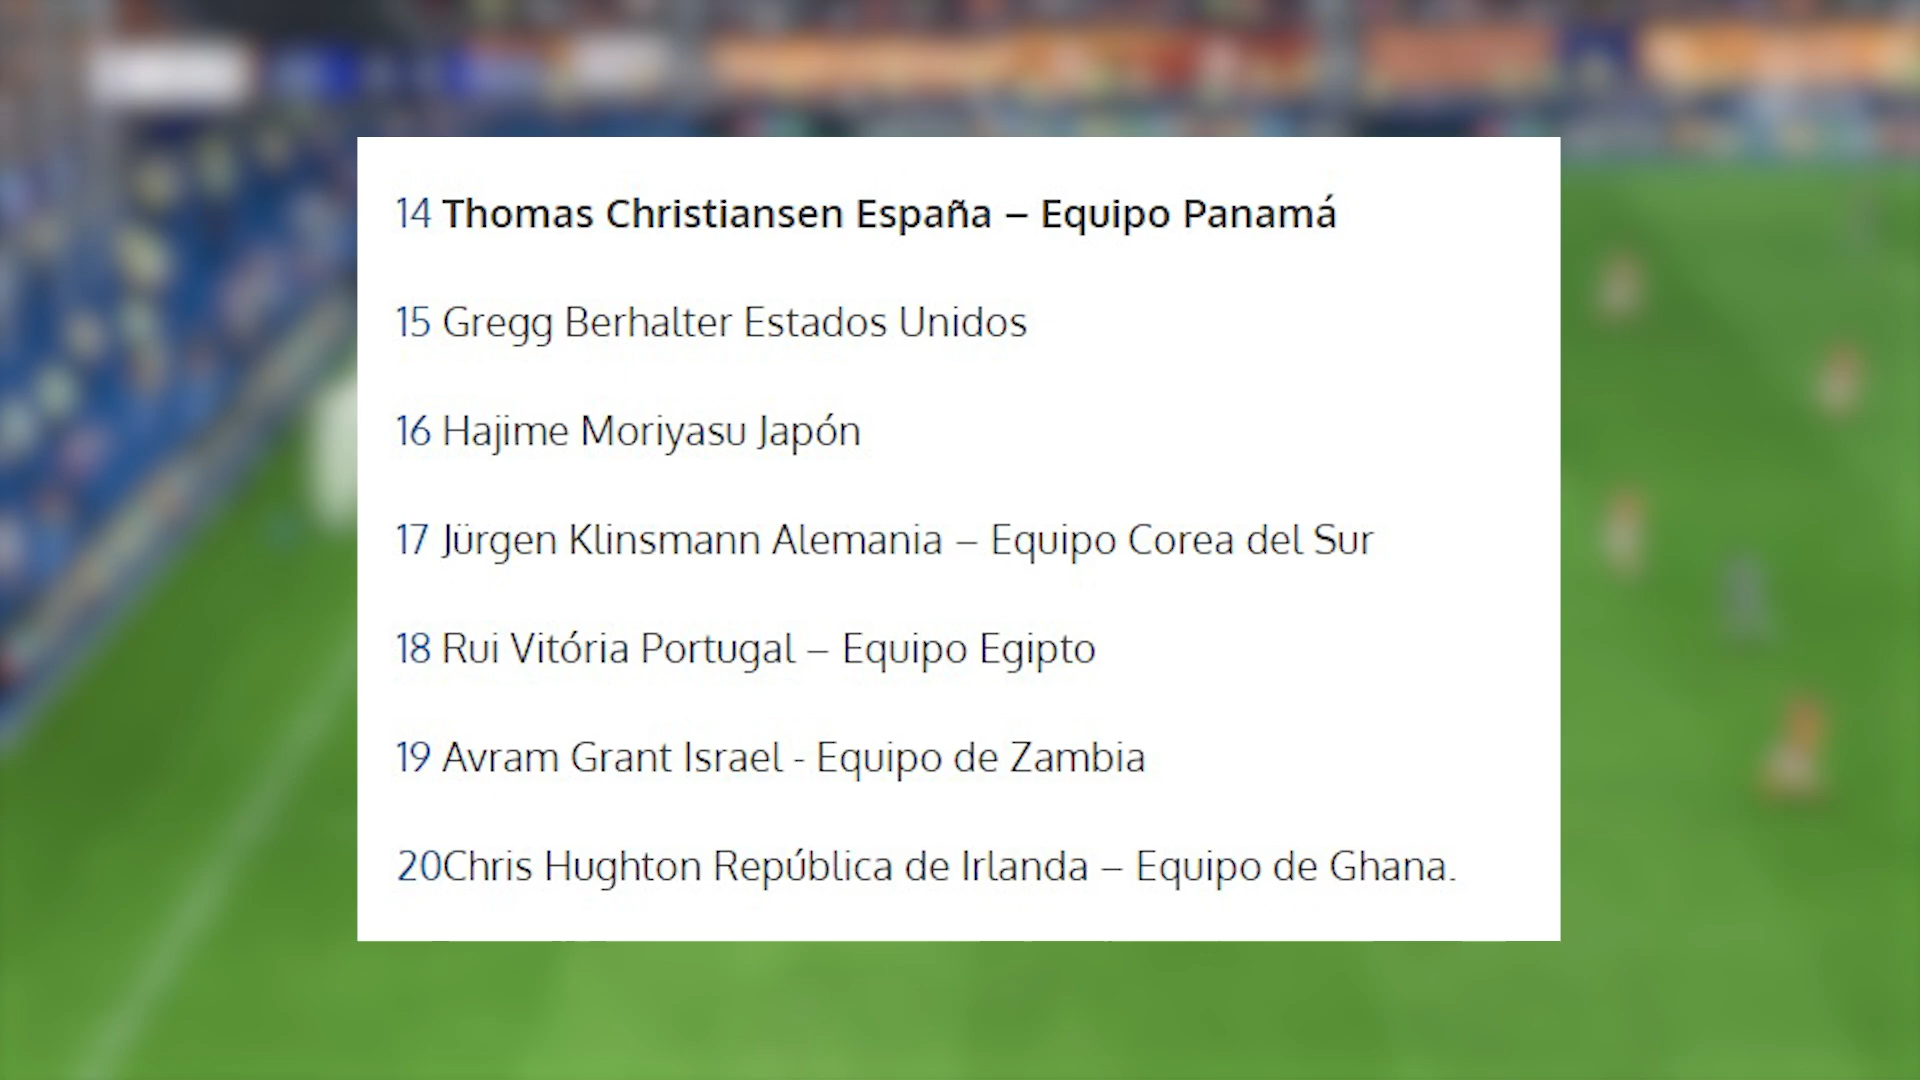 14 Thomas Christiansen España – Equipo Panamá
15 Gregg Berhalter Estados Unidos
16 Hajime Moriyasu Japón
17 Jürgen Klinsmann Alemania – Equipo Corea del Sur
18 Rui Vitória Portugal – Equipo Egipto
19 Avram Grant Israel - Equipo de Zambia
20Chris Hughton República de Irlanda – Equipo de Ghana.